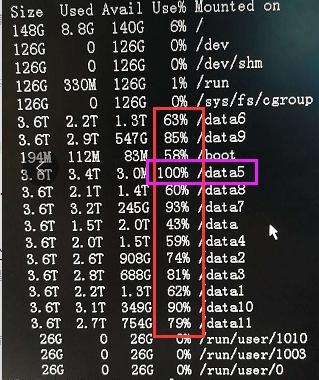 Size Used Avail Use% Mounted on
148G 8.8G 140G 6% /
126G 0 126G 0% /dev
126G 0 126G 0% /dev/shm
126G 330M 126G 1% /run
126G 0 126G 0% /sys/fs/cgroup
3.6T 2.2T 1.3T 63% /data6
3.6T 2.9T 547G 85% /data9
194M 112M 83M 58% /boot
3.6T 3.4T 3.0M 100% /data5
3.6T 2.1T 1.4T 60% /data8
3.6T 3.2T 245G 93% /data7
3.6T 1.5T 2.0T 43% /data
3.6T 2.0T 1.5T 59% /data4
3.6T 2.6T 908G 74% /data2
3.6T 2.8T 688G 81% /data3
3.6T 2.2T 1.3T 62% /data1
3.6T 3.1T 349G 90% /data10
3.6T 2.7T 754G 79% /data11
26G 0 26G 0% /run/user/1010
26G 0 26G 0% /run/user/1003
26G 0 26G 0% /run/user/0